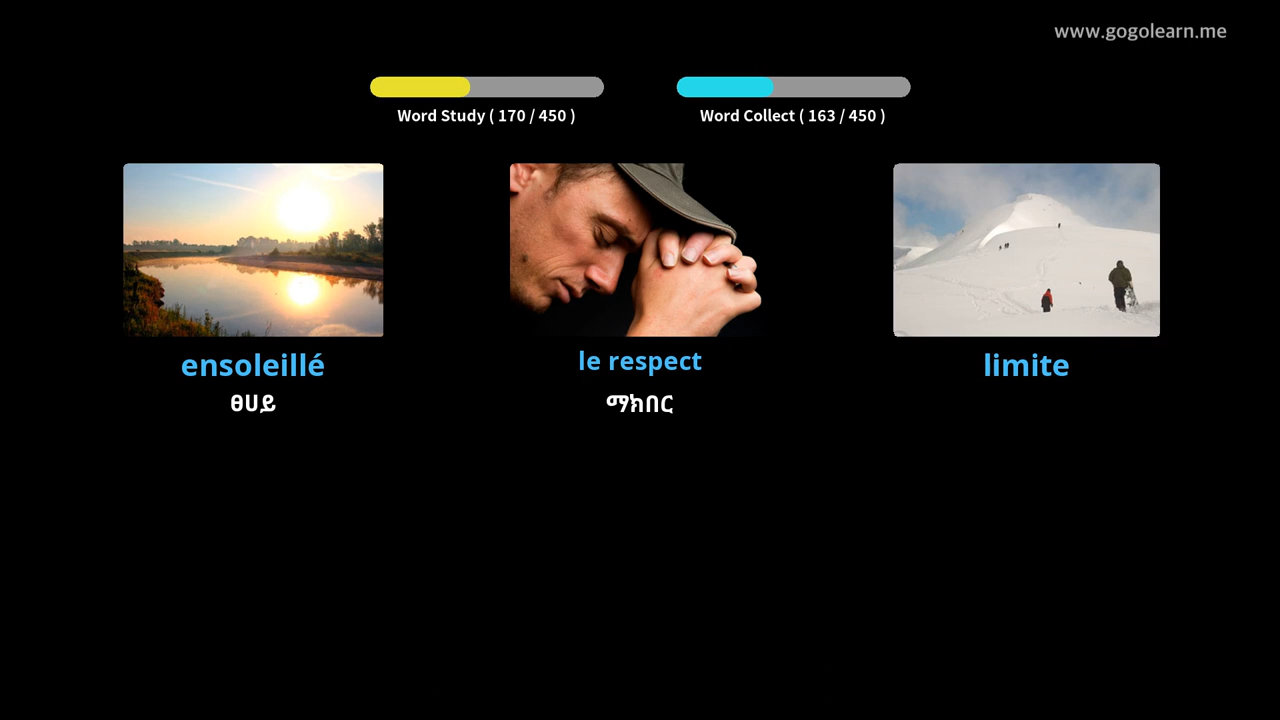 www.gogolearn.me
Word Study ( 170 / 450 )
Word Collect ( 163 / 450 )
ensoleillé
ፀሀይ
le respect
ማክበር
limite